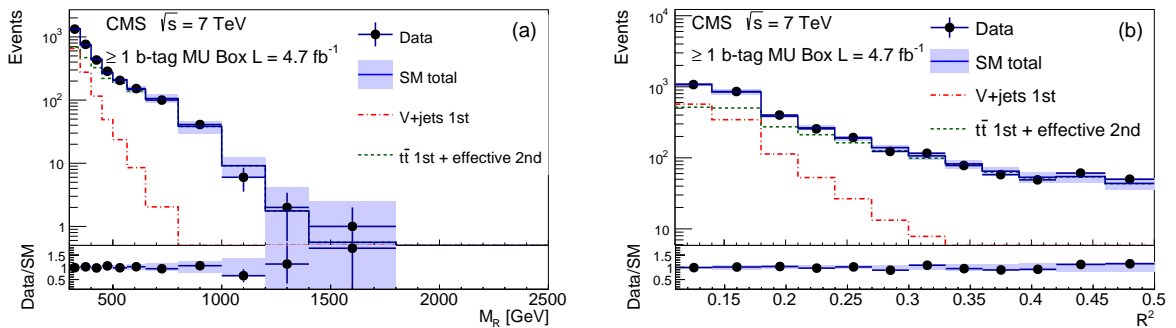 CMS √s = 7 TeV (a)
≥ 1 b-tag MU Box L = 4.7 fb⁻¹
Data
SM total
V+jets 1st
tt̄ 1st + effective 2nd
Events
10³
10²
10
1
Data/SM
1.5
1
0.5
500 1000 1500 2000 2500
M_R [GeV]
CMS √s = 7 TeV (b)
≥ 1 b-tag MU Box L = 4.7 fb⁻¹
Data
SM total
V+jets 1st
tt̄ 1st + effective 2nd
Events
10⁴
10³
10²
10
Data/SM
1.5
1
0.5
0.15 0.2 0.25 0.3 0.35 0.4 0.45 0.5
R²